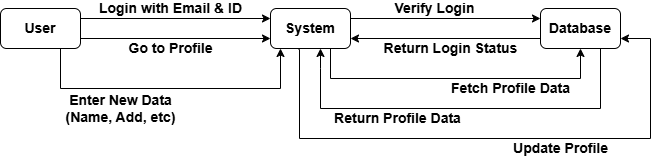 Login with Email & ID
Verify Login
User
System
Database
Go to Profile
Return Login Status
Fetch Profile Data
Enter New Data
(Name, Add, etc)
Return Profile Data
Update Profile